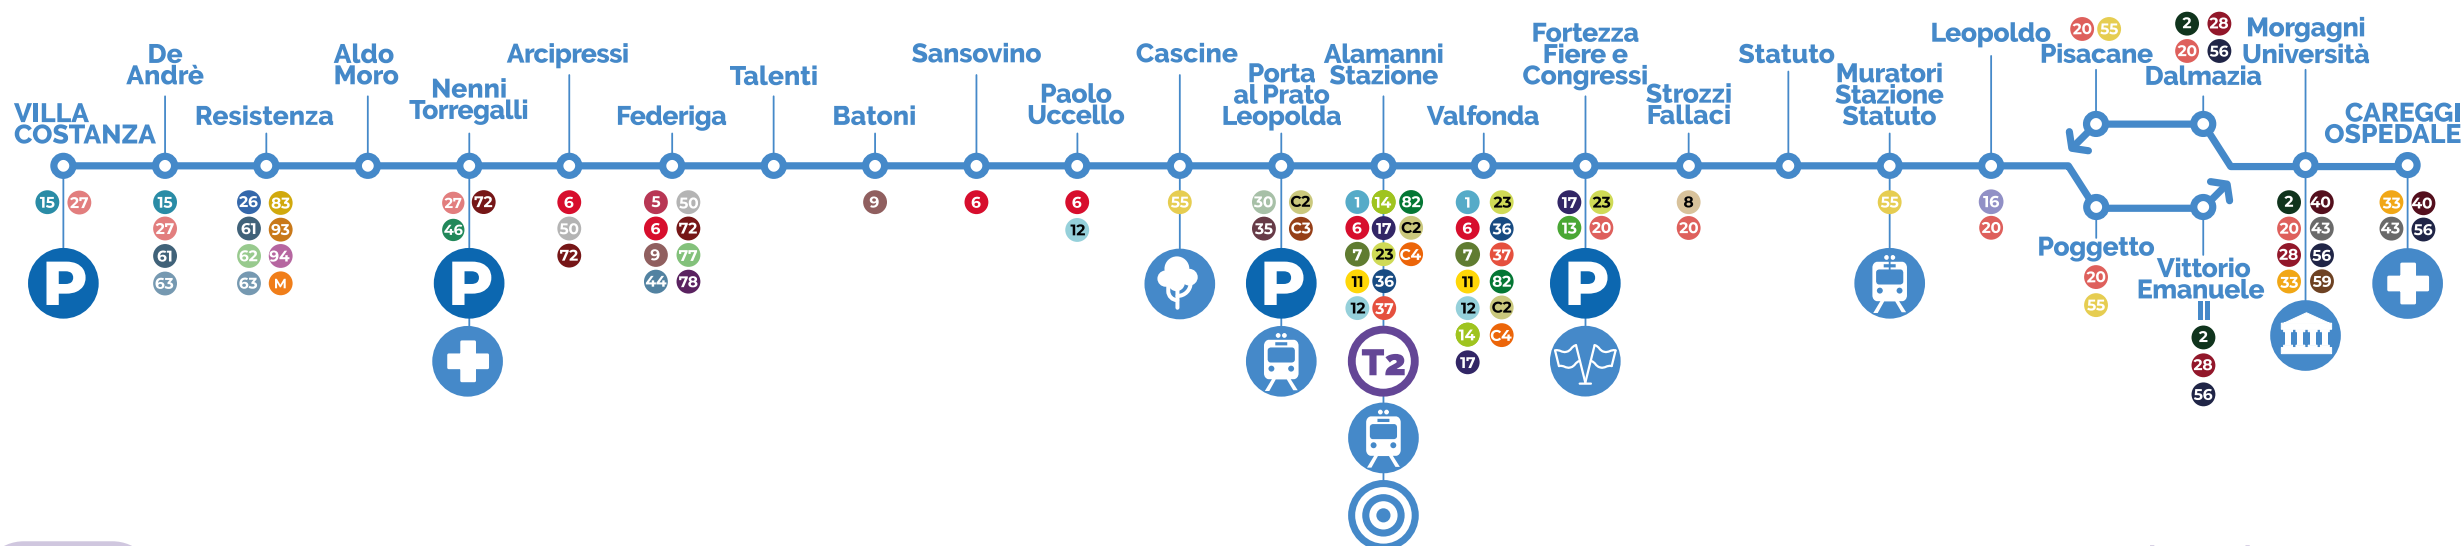 VILLA
COSTANZA
15 27
P
De
Andrè
15
27
61
63
Resistenza
26 83
61 93
62 94
63 M
Aldo
Moro
Nenni
Torregalli
27 72
46
P
Arcipressi
6
50
72
Federiga
5 50
6 72
9 77
44 78
Talenti
Batoni
9
Sansovino
6
Paolo
Uccello
6
12
Cascine
55
Porta
al Prato
Leopolda
30 C2
35 C3
P
Alamanni
Stazione
1 14 82
6 17 C2
7 23 C4
11 36
12 37
T2
Valfonda
1 23
6 36
7 37
11 82
12 C2
14 C4
17
Fortezza
Fiere e
Congressi
17 23
13 20
P
Strozzi
Fallaci
8
20
Statuto
Muratori
Stazione
Statuto
55
Leopoldo
16
20
20 55
Pisacane
Poggetto
20
55
2 28
20 56
Dalmazia
Vittorio
Emanuele
II
2
28
56
Morgagni
Università
2 40
20 43
28 56
33 59
CAREGGI
OSPEDALE
33 40
43 56